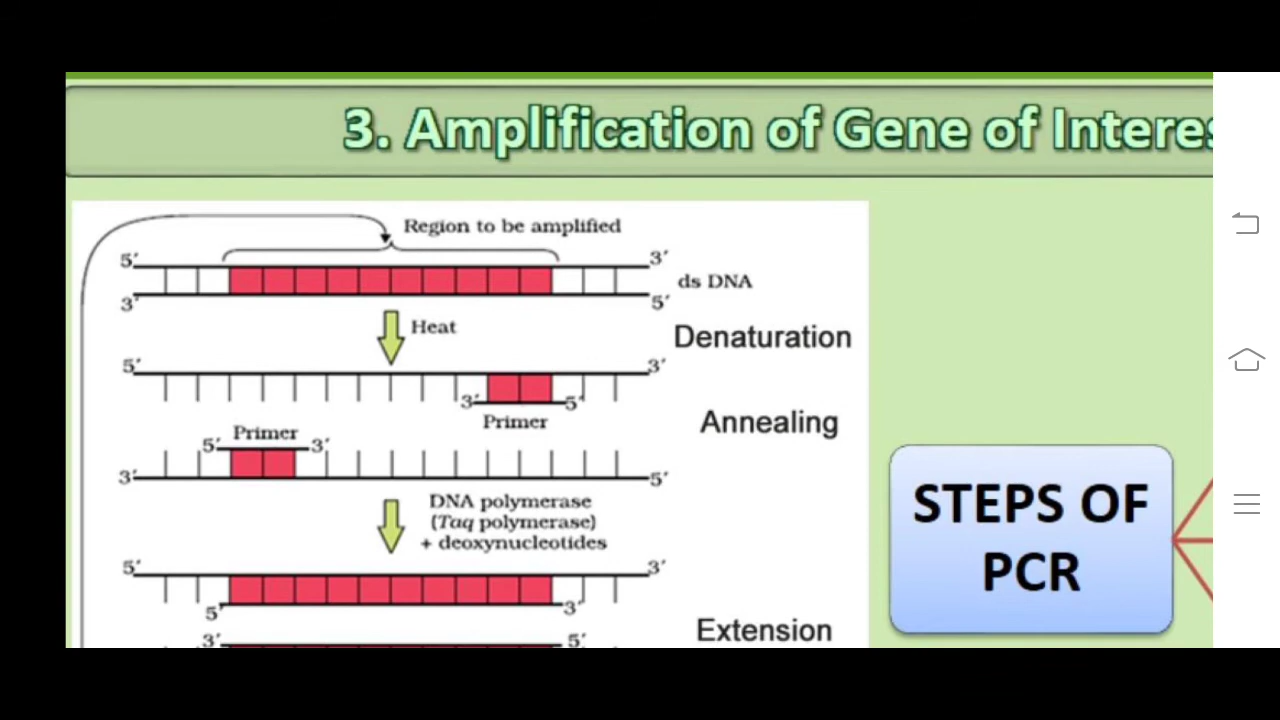 3. Amplification of Gene of Interes
Region to be amplified
5′ 3′
ds DNA
3′ 5′
Heat
Denaturation
5′ 3′
3′ 5′
Primer
Annealing
Primer
5′ 3′
3′ 5′
DNA polymerase
(Taq polymerase)
+ deoxynucleotides
5′ 3′
5′ 3′
Extension
3′ 5′
STEPS OF
PCR